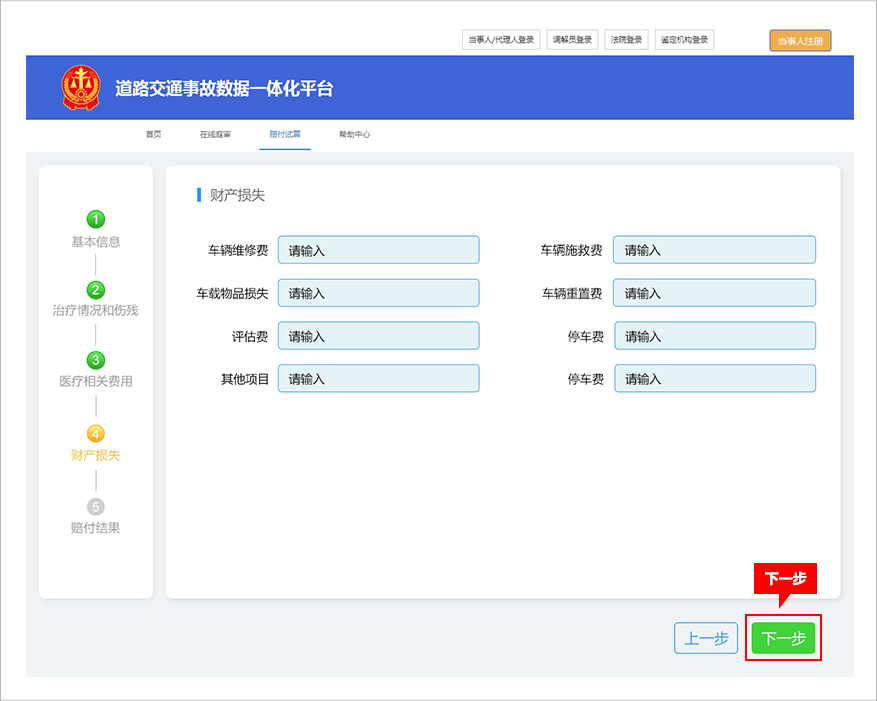 当事人/代理人登录 调解员登录 法院登录 鉴定机构登录 当事人注册
道路交通事故数据一体化平台
首页 在线庭审 赔付试算 帮助中心
1
基本信息
2
治疗情况和伤残
3
医疗相关费用
4
财产损失
5
赔付结果
财产损失
车辆维修费 请输入 车辆施救费 请输入
车载物品损失 请输入 车辆重置费 请输入
评估费 请输入 停车费 请输入
其他项目 请输入 停车费 请输入
下一步
上一步 下一步